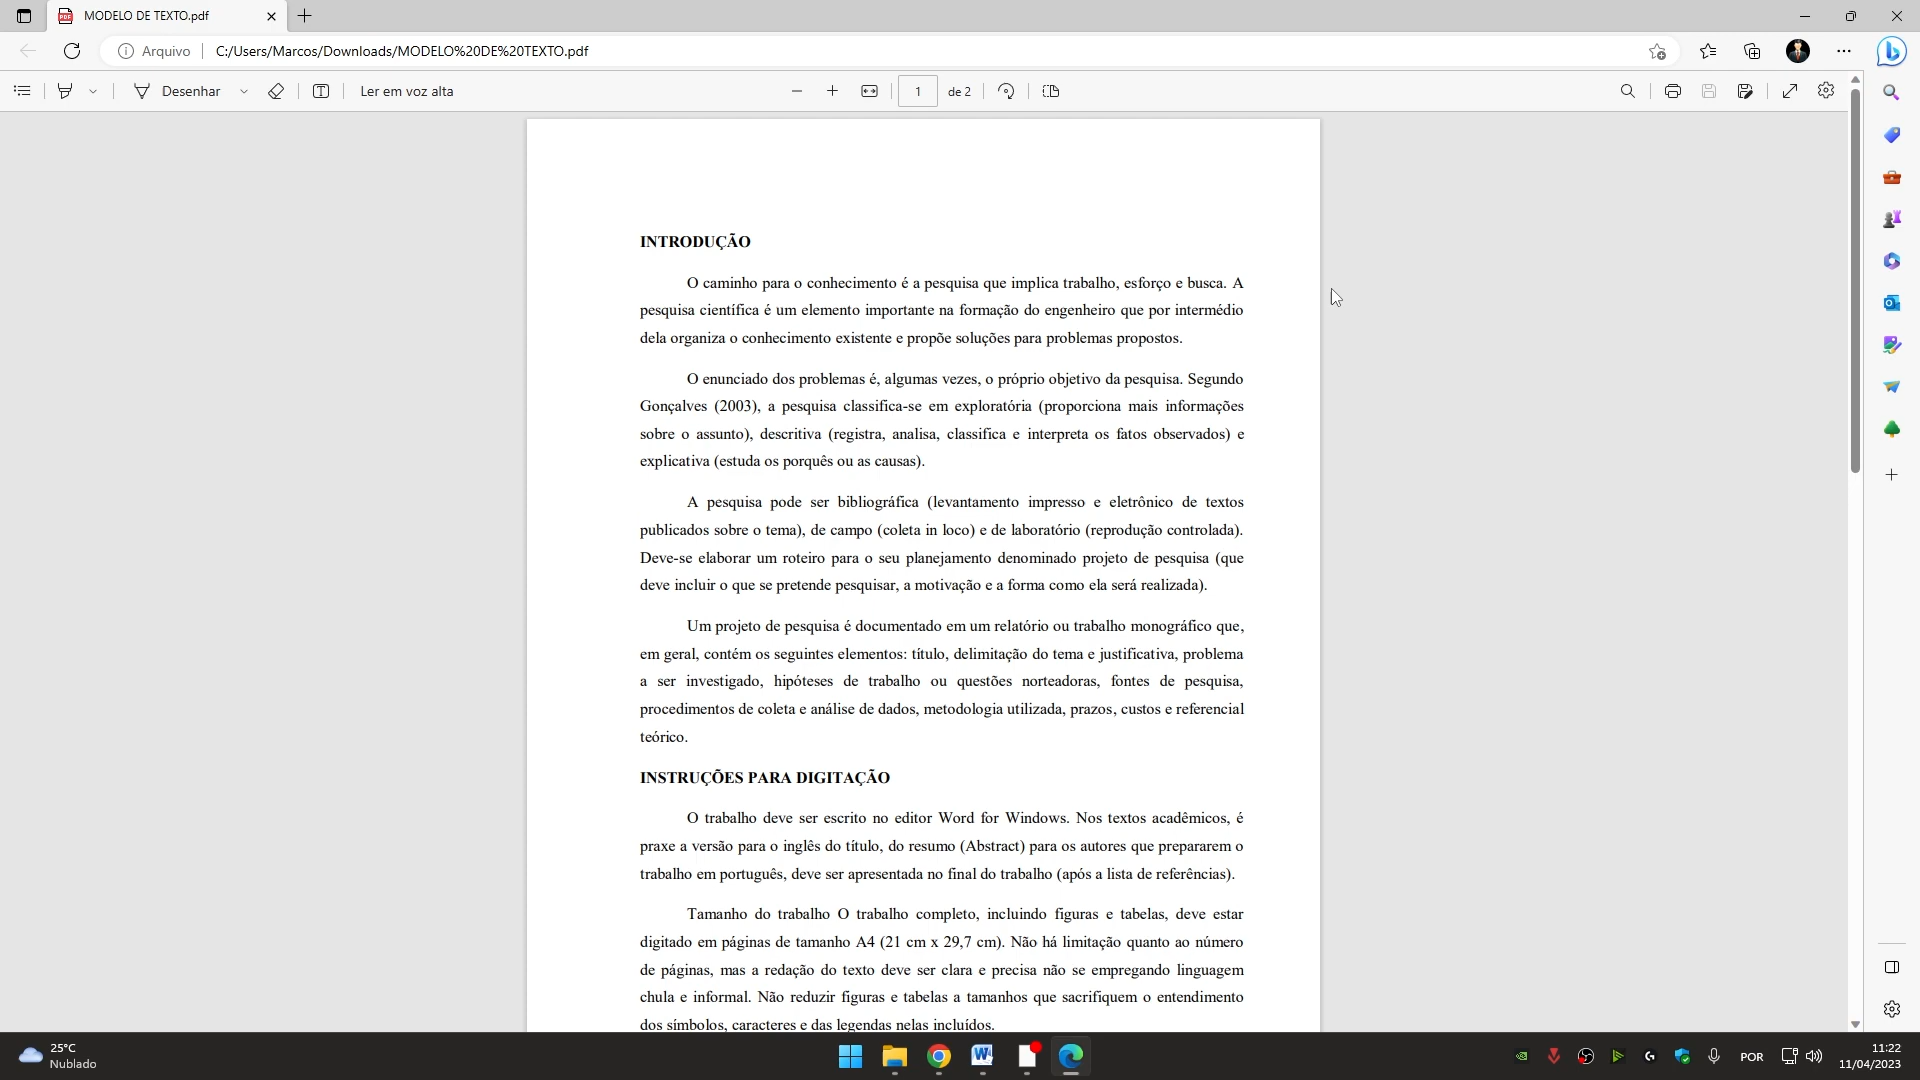 MODELO DE TEXTO.pdf
Arquivo
C:/Users/Marcos/Downloads/MODELO%20DE%20TEXTO.pdf
Desenhar
Ler em voz alta
1 de 2
INTRODUÇÃO
O caminho para o conhecimento é a pesquisa que implica trabalho, esforço e busca. A
pesquisa científica é um elemento importante na formação do engenheiro que por intermédio
dela organiza o conhecimento existente e propõe soluções para problemas propostos.
O enunciado dos problemas é, algumas vezes, o próprio objetivo da pesquisa. Segundo
Gonçalves (2003), a pesquisa classifica-se em exploratória (proporciona mais informações
sobre o assunto), descritiva (registra, analisa, classifica e interpreta os fatos observados) e
explicativa (estuda os porquês ou as causas).
A pesquisa pode ser bibliográfica (levantamento impresso e eletrônico de textos
publicados sobre o tema), de campo (coleta in loco) e de laboratório (reprodução controlada).
Deve-se elaborar um roteiro para o seu planejamento denominado projeto de pesquisa (que
deve incluir o que se pretende pesquisar, a motivação e a forma como ela será realizada).
Um projeto de pesquisa é documentado em um relatório ou trabalho monográfico que,
em geral, contém os seguintes elementos: título, delimitação do tema e justificativa, problema
a ser investigado, hipóteses de trabalho ou questões norteadoras, fontes de pesquisa,
procedimentos de coleta e análise de dados, metodologia utilizada, prazos, custos e referencial
teórico.
INSTRUÇÕES PARA DIGITAÇÃO
O trabalho deve ser escrito no editor Word for Windows. Nos textos acadêmicos, é
praxe a versão para o inglês do título, do resumo (Abstract) para os autores que prepararem o
trabalho em português, deve ser apresentada no final do trabalho (após a lista de referências).
Tamanho do trabalho O trabalho completo, incluindo figuras e tabelas, deve estar
digitado em páginas de tamanho A4 (21 cm x 29,7 cm). Não há limitação quanto ao número
de páginas, mas a redação do texto deve ser clara e precisa não se empregando linguagem
chula e informal. Não reduzir figuras e tabelas a tamanhos que sacrifiquem o entendimento
dos símbolos, caracteres e das legendas nelas incluídos.
25°C
Nublado
POR
11:22
11/04/2023